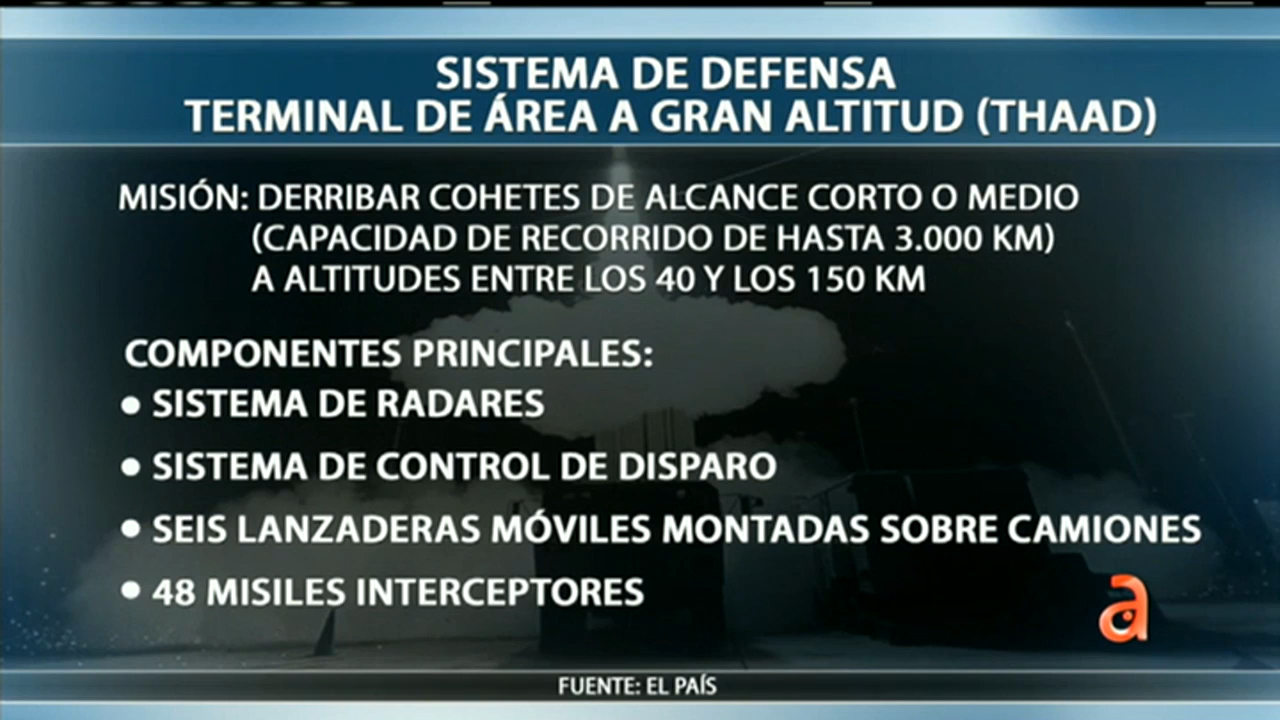 SISTEMA DE DEFENSA
TERMINAL DE ÁREA A GRAN ALTITUD (THAAD)
MISIÓN: DERRIBAR COHETES DE ALCANCE CORTO O MEDIO
(CAPACIDAD DE RECORRIDO DE HASTA 3.000 KM)
A ALTITUDES ENTRE LOS 40 Y LOS 150 KM
COMPONENTES PRINCIPALES:
• SISTEMA DE RADARES
• SISTEMA DE CONTROL DE DISPARO
• SEIS LANZADERAS MÓVILES MONTADAS SOBRE CAMIONES
• 48 MISILES INTERCEPTORES
a
FUENTE: EL PAÍS